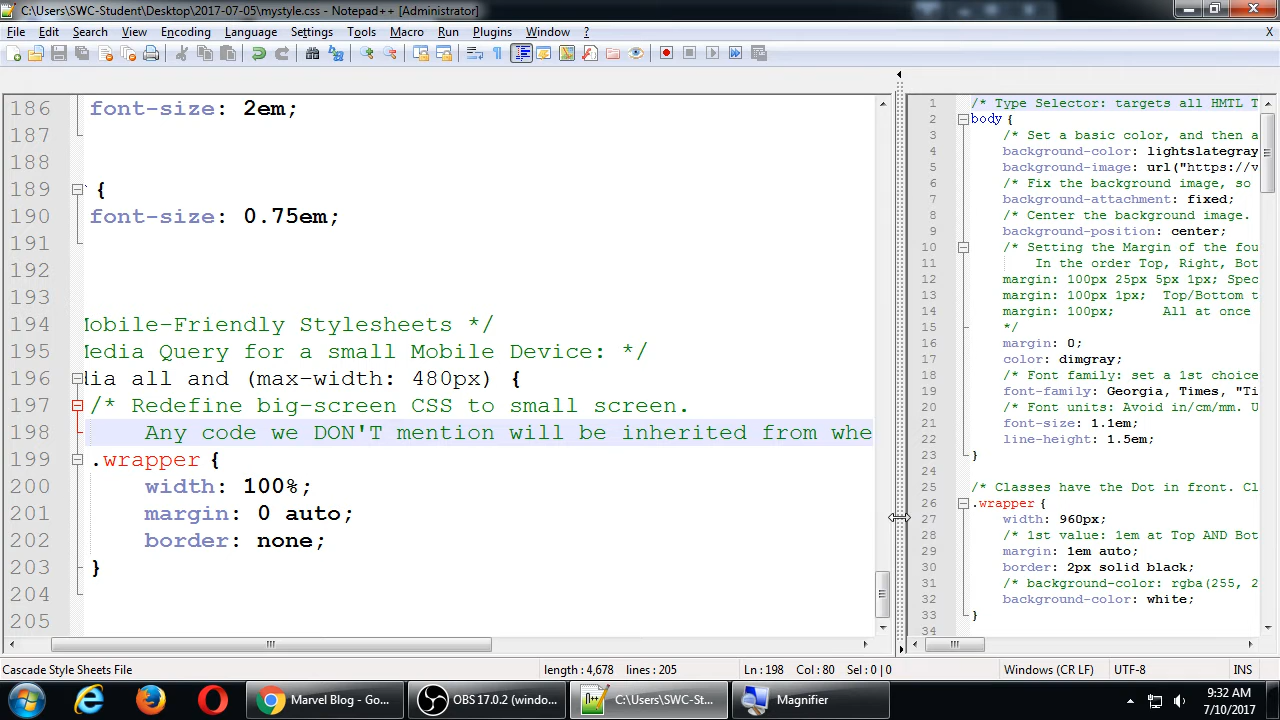 C:\Users\SWC-Student\Desktop\2017-07-05\mystyle.css - Notepad++ [Administrator]
File Edit Search View Encoding Language Settings Tools Macro Run Plugins Window ? X
186 font-size: 2em;
187
188
189 {
190 font-size: 0.75em;
191
192
193
194 Mobile-Friendly Stylesheets */
195 Media Query for a small Mobile Device: */
196 dia all and (max-width: 480px) {
197 /* Redefine big-screen CSS to small screen.
198 Any code we DON'T mention will be inherited from whe
199 .wrapper {
200 width: 100%;
201 margin: 0 auto;
202 border: none;
203 }
204
205
1 /* Type Selector: targets all HMTL T
2 body {
3 /* Set a basic color, and then a
4 background-color: lightslategray
5 background-image: url("https://v
6 /* Fix the background image, so
7 background-attachment: fixed;
8 /* Center the background image.
9 background-position: center;
10 /* Setting the Margin of the fou
11 In the order Top, Right, Bot
12 margin: 100px 25px 5px 1px; Spec
13 margin: 100px 1px; Top/Bottom t
14 margin: 100px; All at once
15 */
16 margin: 0;
17 color: dimgray;
18 /* Font family: set a 1st choice
19 font-family: Georgia, Times, "Ti
20 /* Font units: Avoid in/cm/mm. U
21 font-size: 1.1em;
22 line-height: 1.5em;
23 }
24
25 /* Classes have the Dot in front. Cl
26 .wrapper {
27 width: 960px;
28 /* 1st value: 1em at Top AND Bot
29 margin: 1em auto;
30 border: 2px solid black;
31 /* background-color: rgba(255, 2
32 background-color: white;
33 }
34
Cascade Style Sheets File length : 4,678 lines : 205 Ln : 198 Col : 80 Sel : 0 | 0 Windows (CR LF) UTF-8 INS
Marvel Blog - Go... OBS 17.0.2 (windo... C:\Users\SWC-St... Magnifier
9:32 AM
7/10/2017